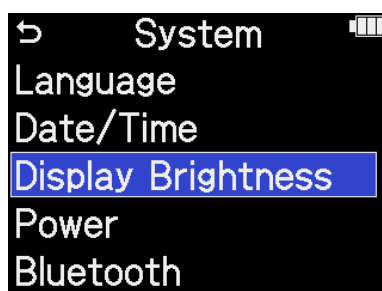 System
Language
Date/Time
Display Brightness
Power
Bluetooth